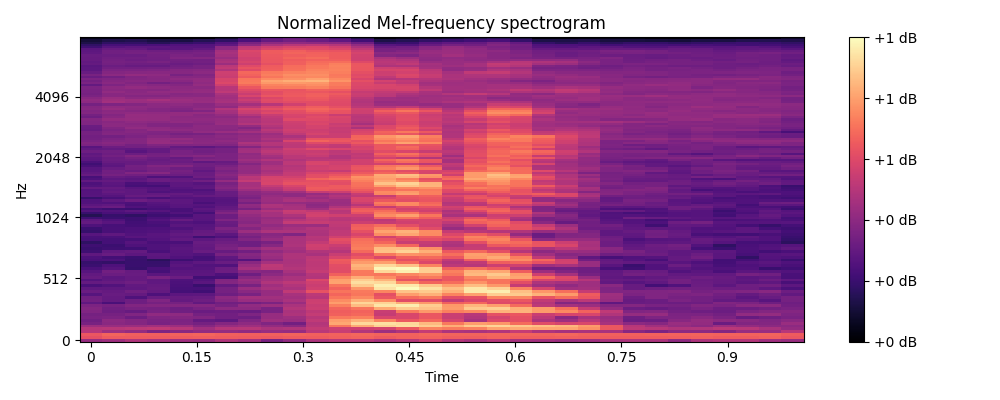 Normalized Mel-frequency spectrogram
Hz
4096
2048
1024
512
0
0
0.15
0.3
0.45
0.6
0.75
0.9
Time
+1 dB
+1 dB
+1 dB
+0 dB
+0 dB
+0 dB